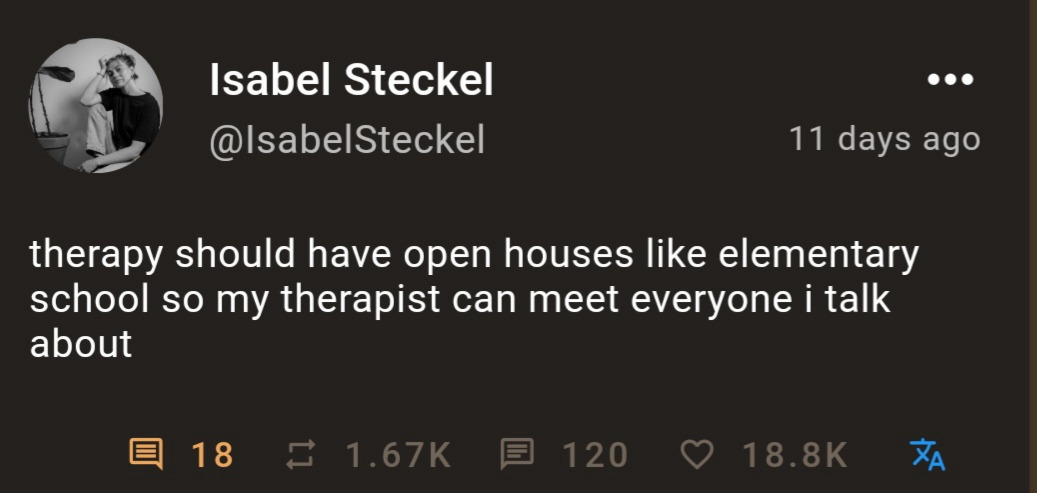 Isabel Steckel
@IsabelSteckel
11 days ago
therapy should have open houses like elementary
school so my therapist can meet everyone i talk
about
18 1.67K 120 18.8K